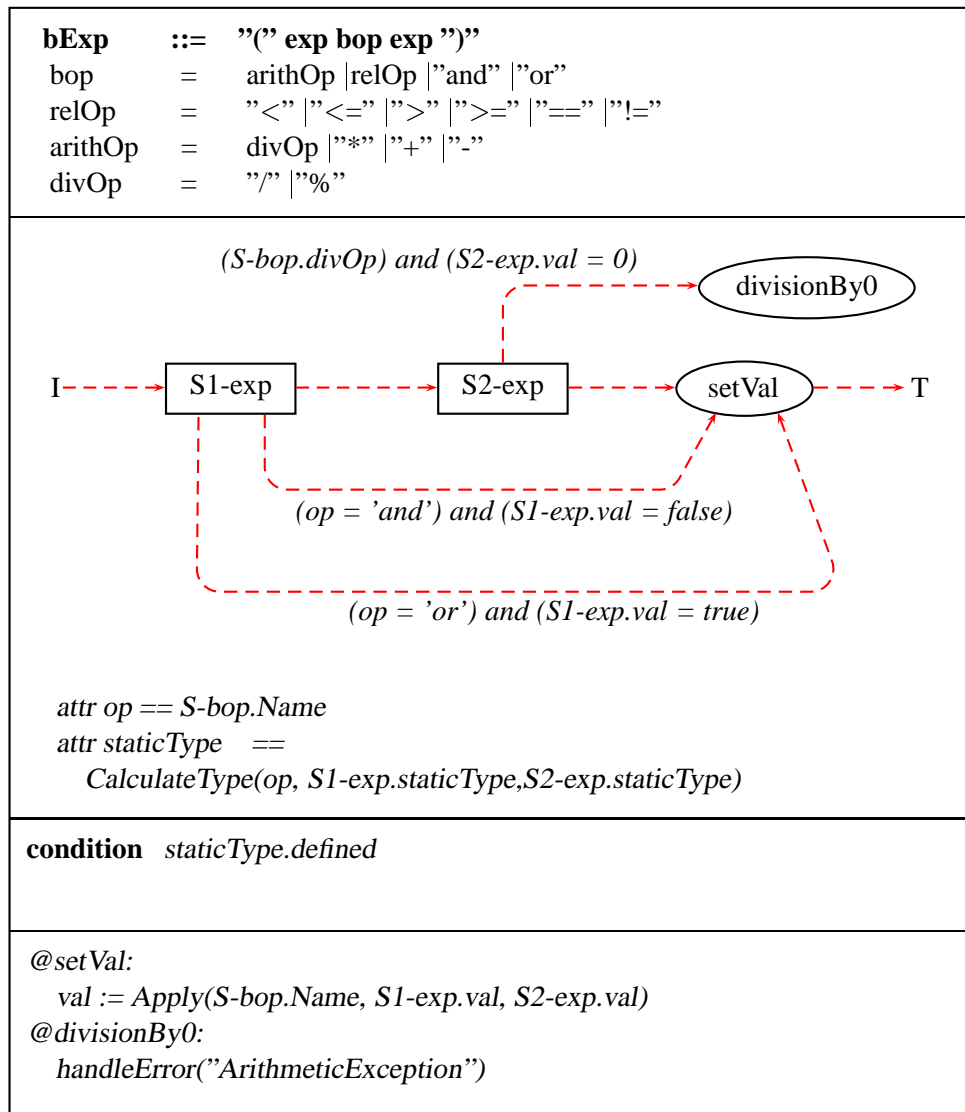 bExp ::= ”(” exp bop exp ”)”
bop = arithOp |relOp |”and” |”or”
relOp = ”<” |”<=” |”>” |”>=” |”==” |”!=”
arithOp = divOp |”*” |”+” |”-”
divOp = ”/” |”%”
(S-bop.divOp) and (S2-exp.val = 0)
divisionBy0
I S1-exp S2-exp setVal T
(op = ’and’) and (S1-exp.val = false)
(op = ’or’) and (S1-exp.val = true)
attr op == S-bop.Name
attr staticType ==
CalculateType(op, S1-exp.staticType,S2-exp.staticType)
condition staticType.defined
@setVal:
val := Apply(S-bop.Name, S1-exp.val, S2-exp.val)
@divisionBy0:
handleError(”ArithmeticException”)